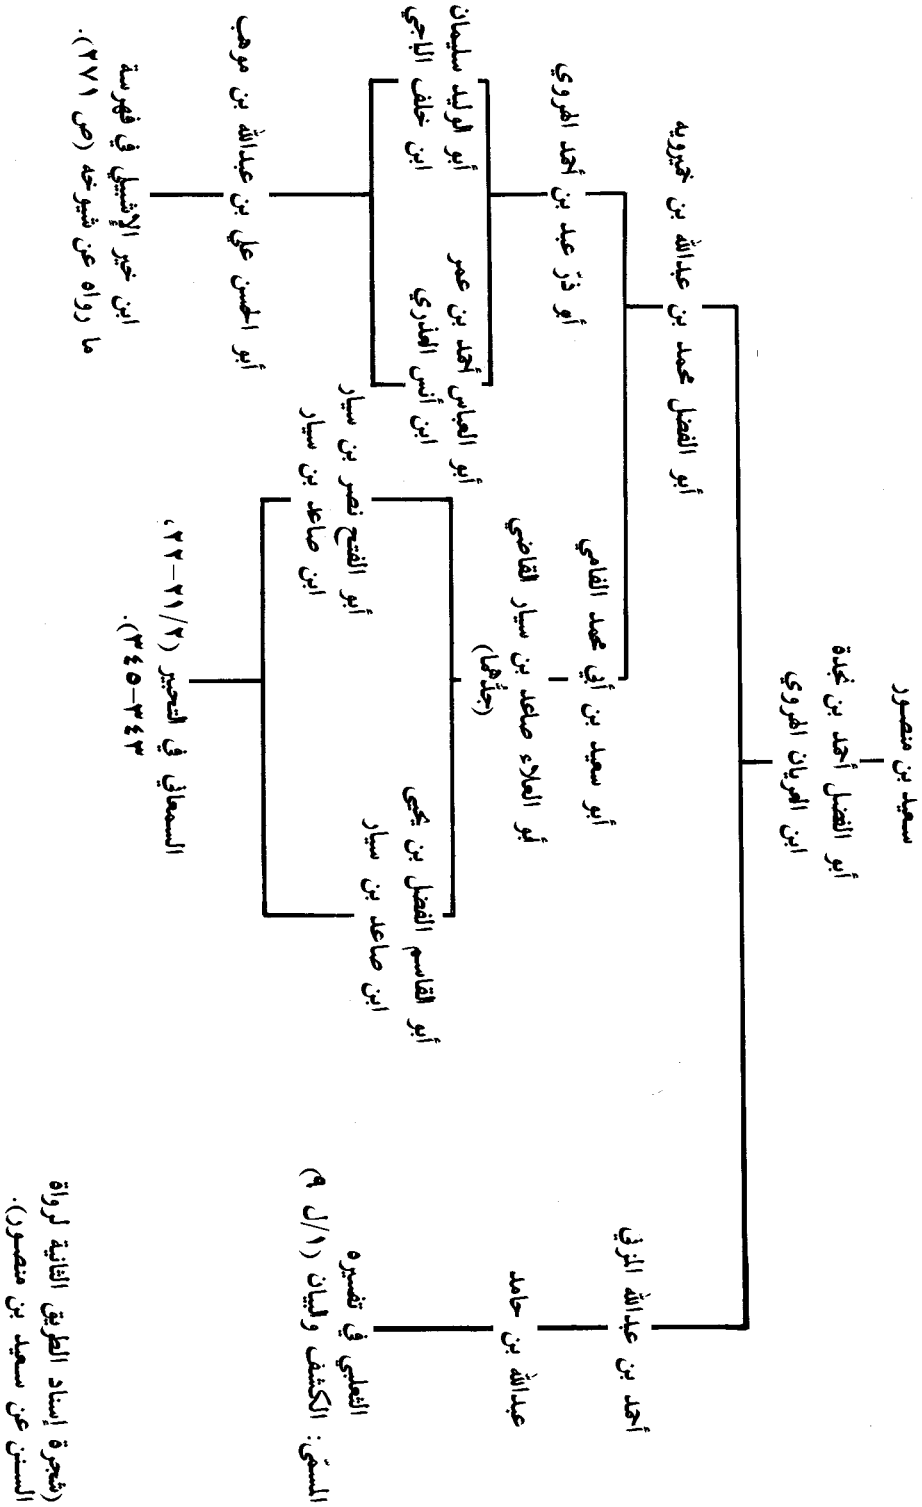 سعيد بن منصور
أبو الفضل أحمد بن نجدة
ابن العريان الهروي
أبو الفضل محمد بن عبدالله بن خميرويه
أحمد بن عبدالله المزني
أبو ذرّ عبد بن أحمد الهروي
أبو سعيد بن أبي محمد الفامي
عبدالله بن حامد
أبو الوليد سليمان
ابن خلف الباجي
أبو العباس أحمد بن عمر
ابن أنس العذري
أبو العلاء صاعد بن سيار القاضي
(جدُّهما)
الثعلبي في تفسيره
المسمّى: الكشف والبيان (١/ل ٩)
أبو الحسن علي بن عبدالله بن موهب
أبو الفتح نصر بن سيار
ابن صاعد بن سيار
أبو القاسم الفضل بن يحيى
ابن صاعد بن سيار
ابن خير الإشبيلي في فهرسة
ما رواه عن شيوخه (ص ٢٧١).
السمعاني في التحبير (٢/٢١-٢٢،
٣٤٣-٣٤٥).
(شجرة إسناد الطريق الثانية لرواة
السنن عن سعيد بن منصور).